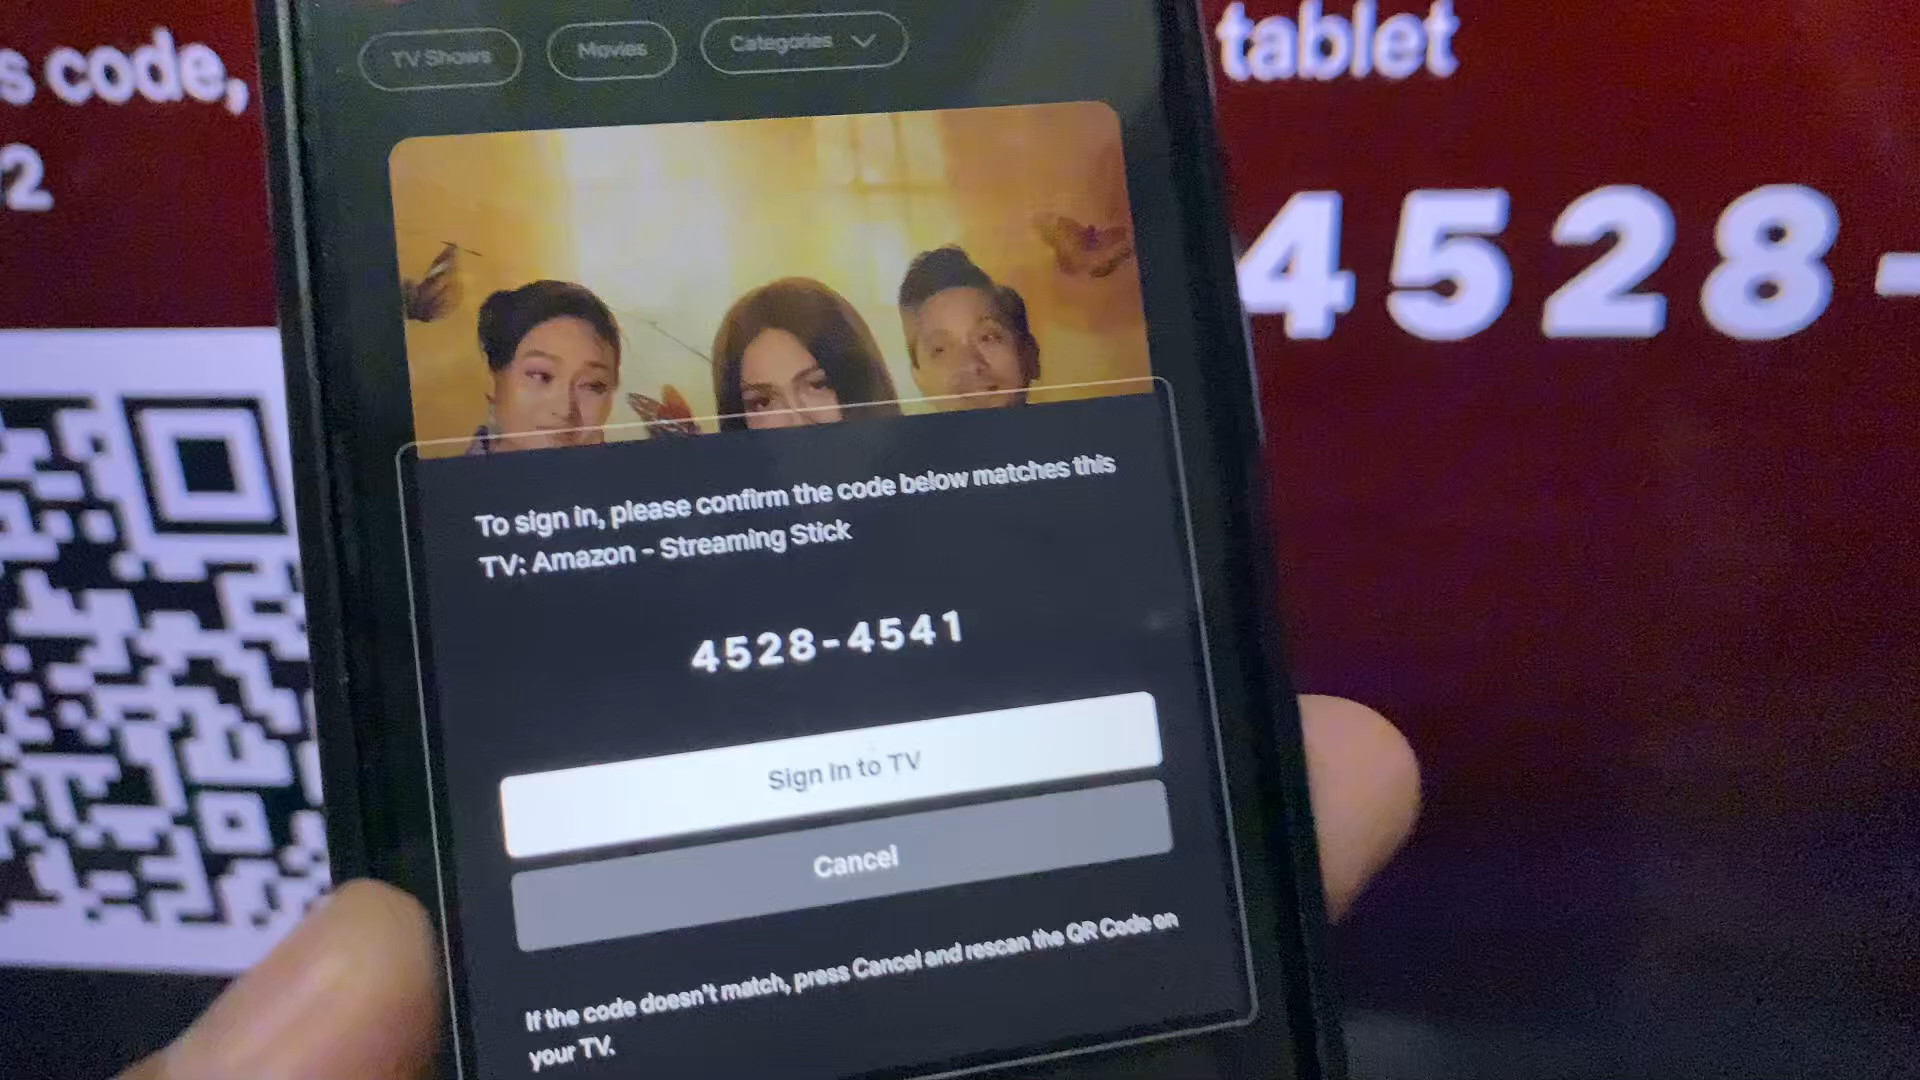 s code,
2
TV Shows
Movies
Categories
To sign in, please confirm the code below matches this
TV: Amazon - Streaming Stick
4528-4541
Sign In to TV
Cancel
If the code doesn't match, press Cancel and rescan the QR Code on
your TV.
tablet
4528-